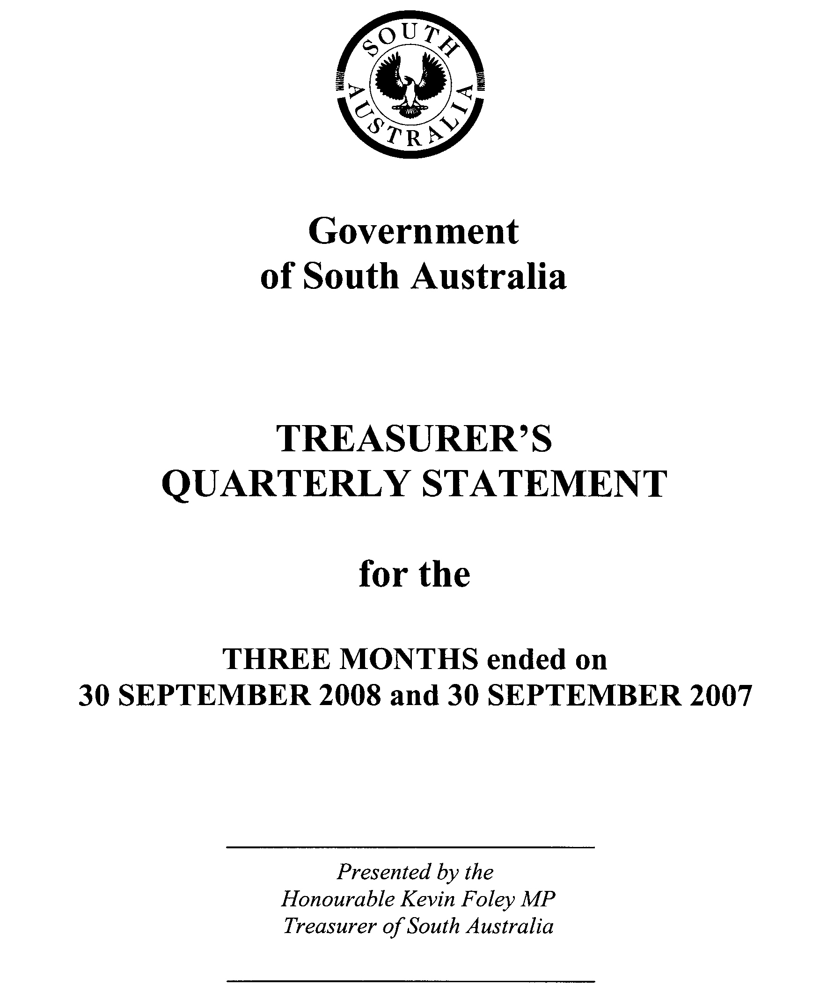 SOUTH
AUSTRALIA
Government
of South Australia
TREASURER’S
QUARTERLY STATEMENT
for the
THREE MONTHS ended on
30 SEPTEMBER 2008 and 30 SEPTEMBER 2007
Presented by the
Honourable Kevin Foley MP
Treasurer of South Australia